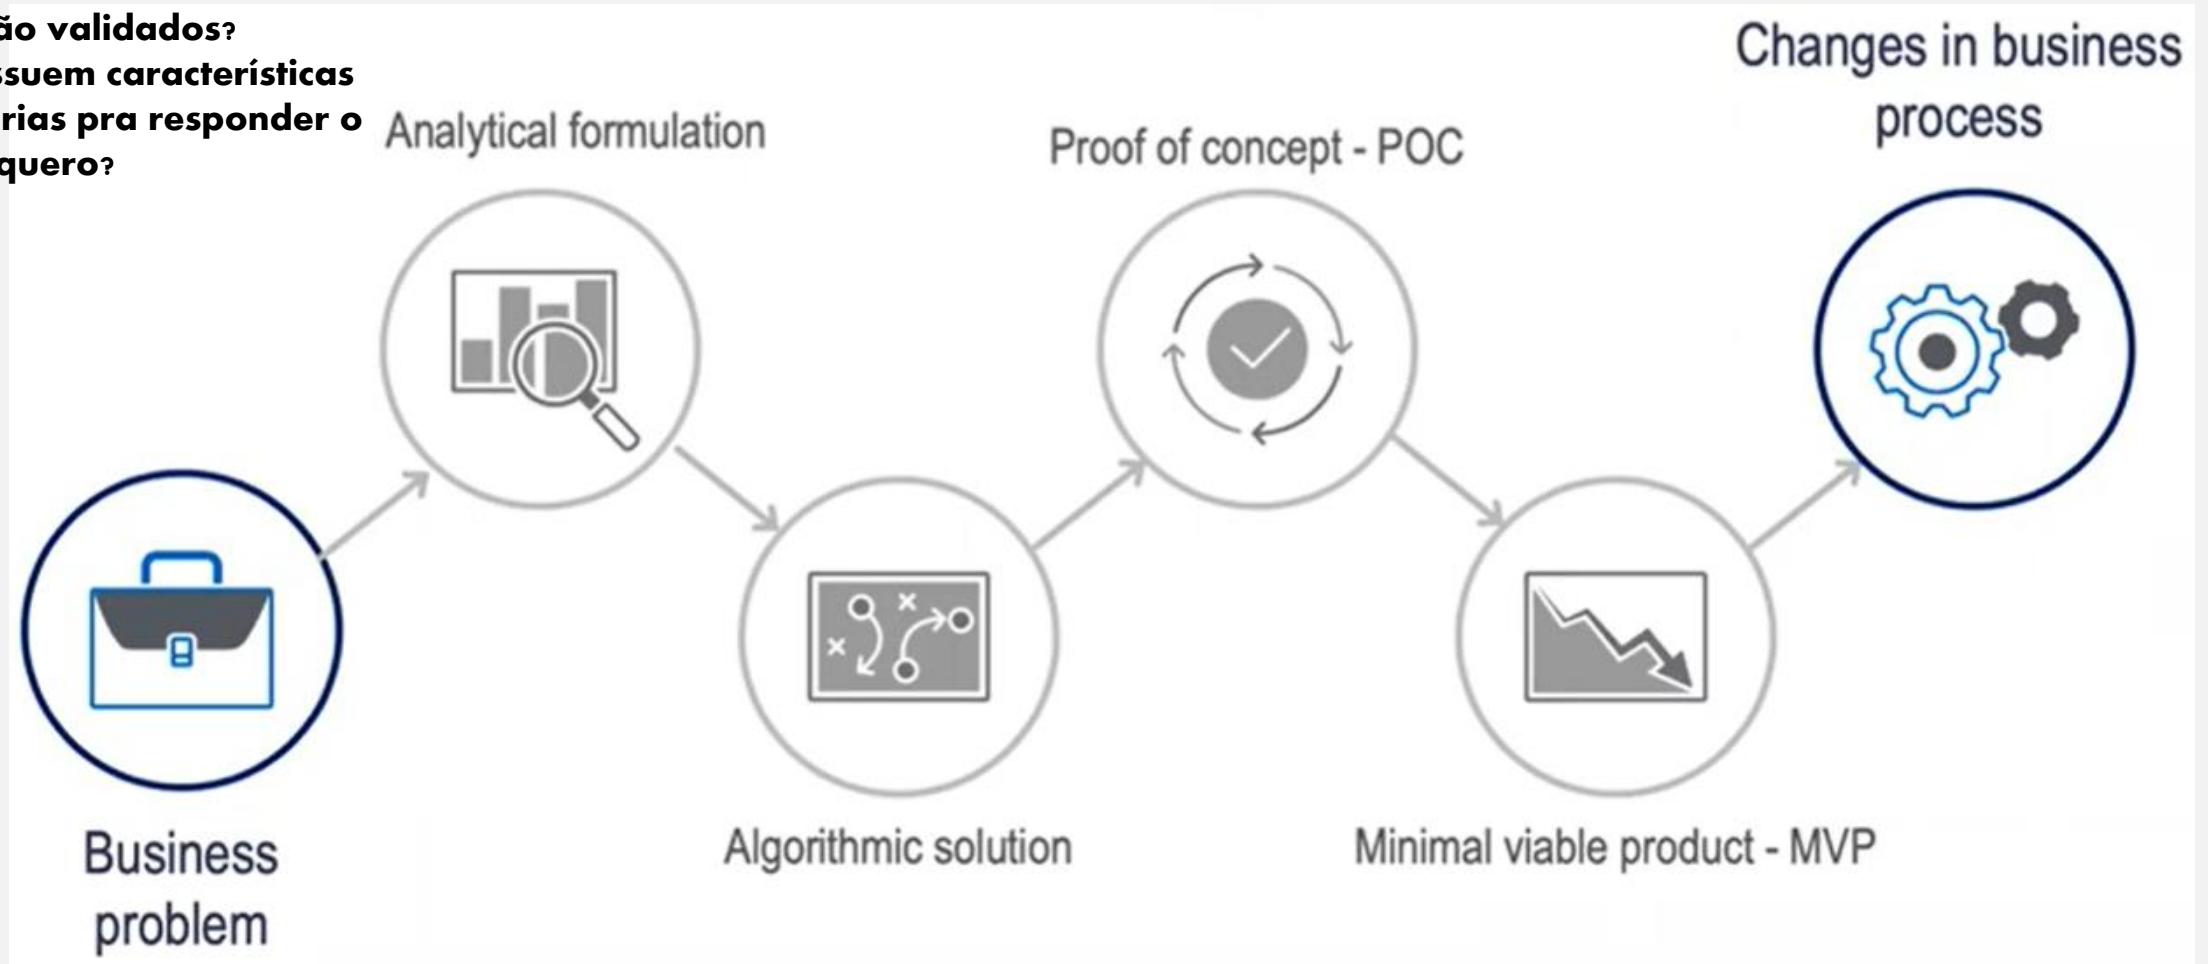 ão validados?
ssuem características
rias pra responder o
quero?
Analytical formulation
Proof of concept - POC
Changes in business
process
Business
problem
Algorithmic solution
Minimal viable product - MVP